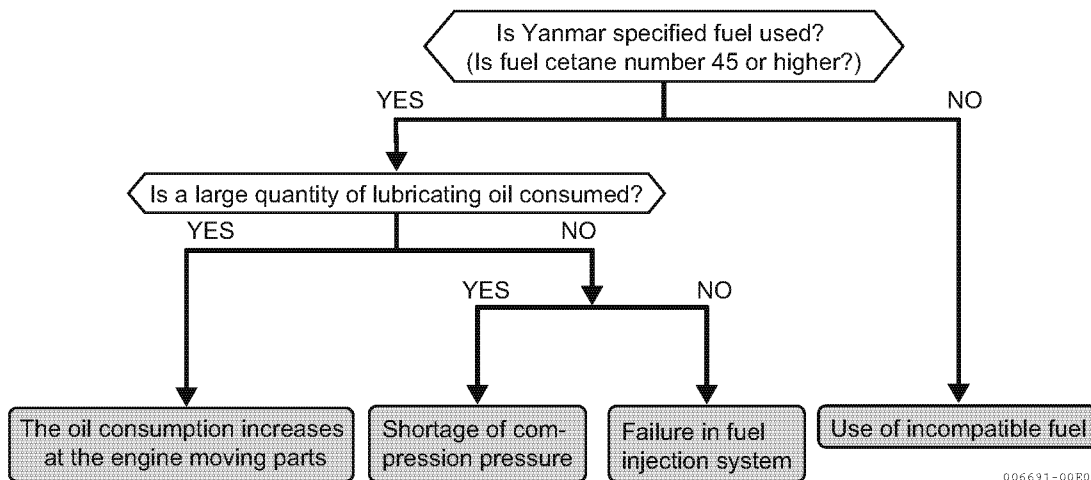 Is Yanmar specified fuel used?
(Is fuel cetane number 45 or higher?)
YES
NO
Is a large quantity of lubricating oil consumed?
YES
NO
YES
NO
The oil consumption increases
at the engine moving parts
Shortage of com-
pression pressure
Failure in fuel
injection system
Use of incompatible fuel